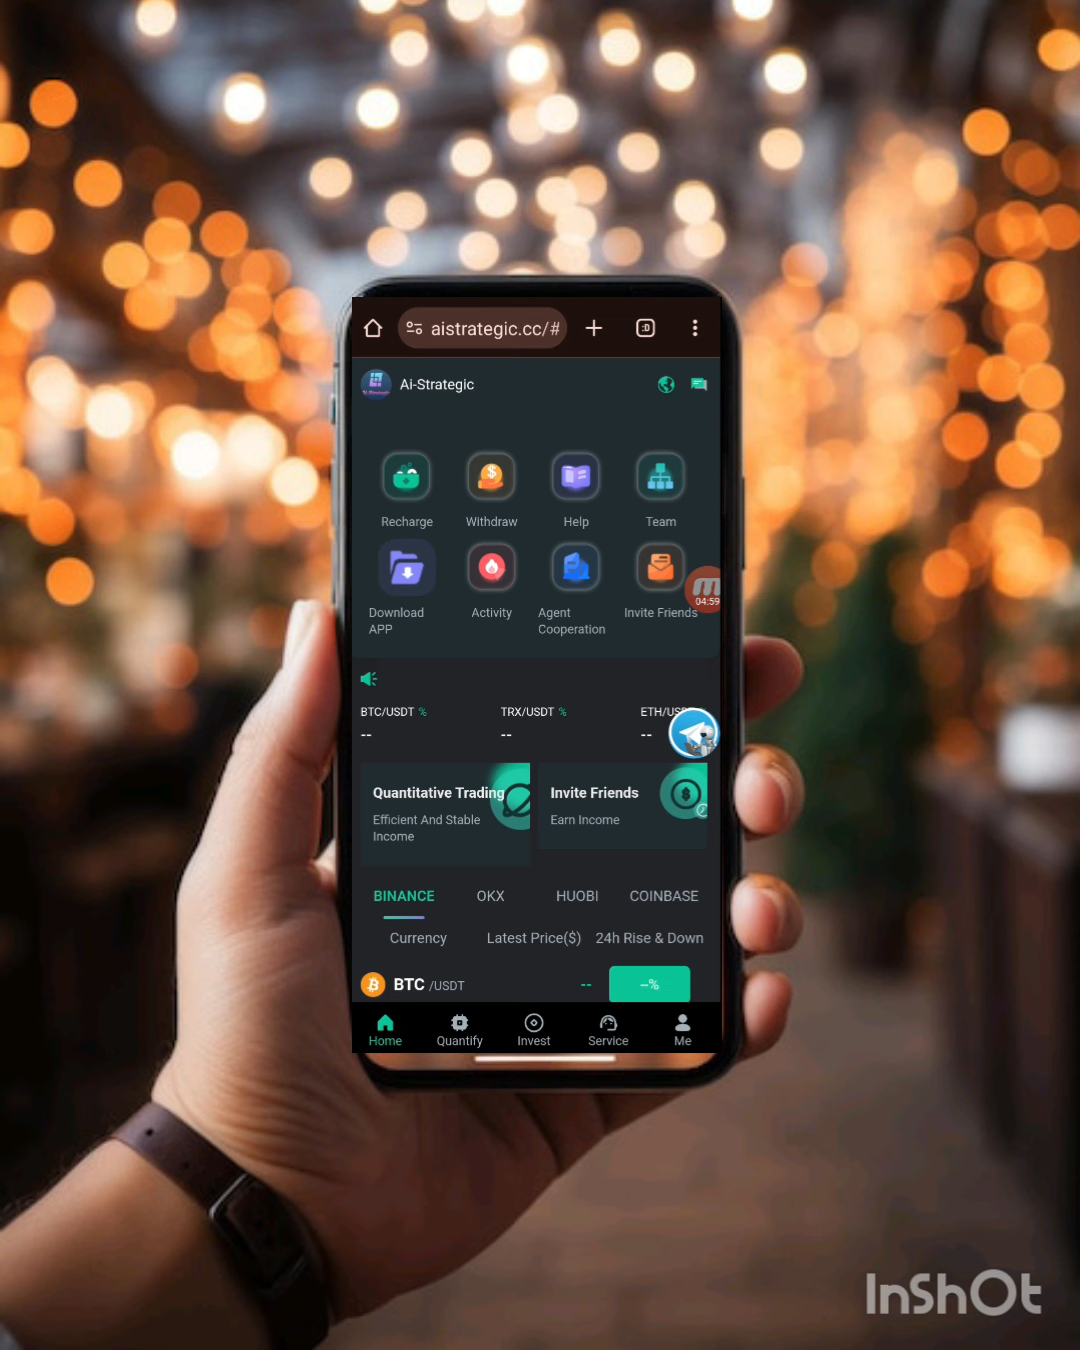 aistrategic.cc/#
:D
Ai-Strategic
Recharge
Withdraw
Help
Team
Download
APP
Activity
Agent
Cooperation
Invite Friends
04:59
BTC/USDT %
TRX/USDT %
--
--
--
Quantitative Trading
Efficient And Stable
Income
Invite Friends
Earn Income
BINANCE
OKX
HUOBI
COINBASE
Currency
Latest Price($)
24h Rise & Down
BTC /USDT
--
--%
Home
Quantify
Invest
Service
Me
InShOt